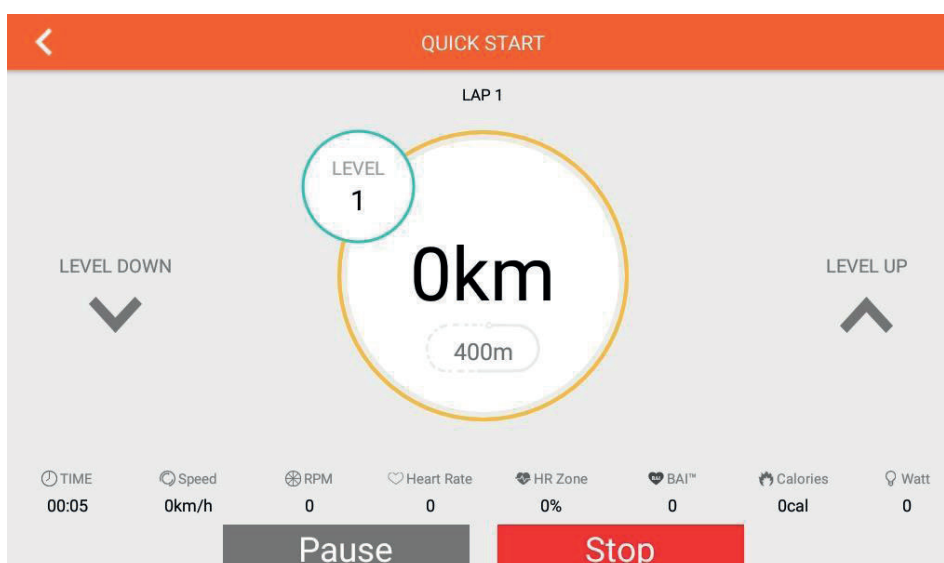 QUICK START
LAP 1
LEVEL
1
LEVEL DOWN
0km
LEVEL UP
400m
TIME Speed RPM Heart Rate HR Zone BAI™ Calories Watt
00:05 0km/h 0 0 0% 0 0cal 0
Pause Stop